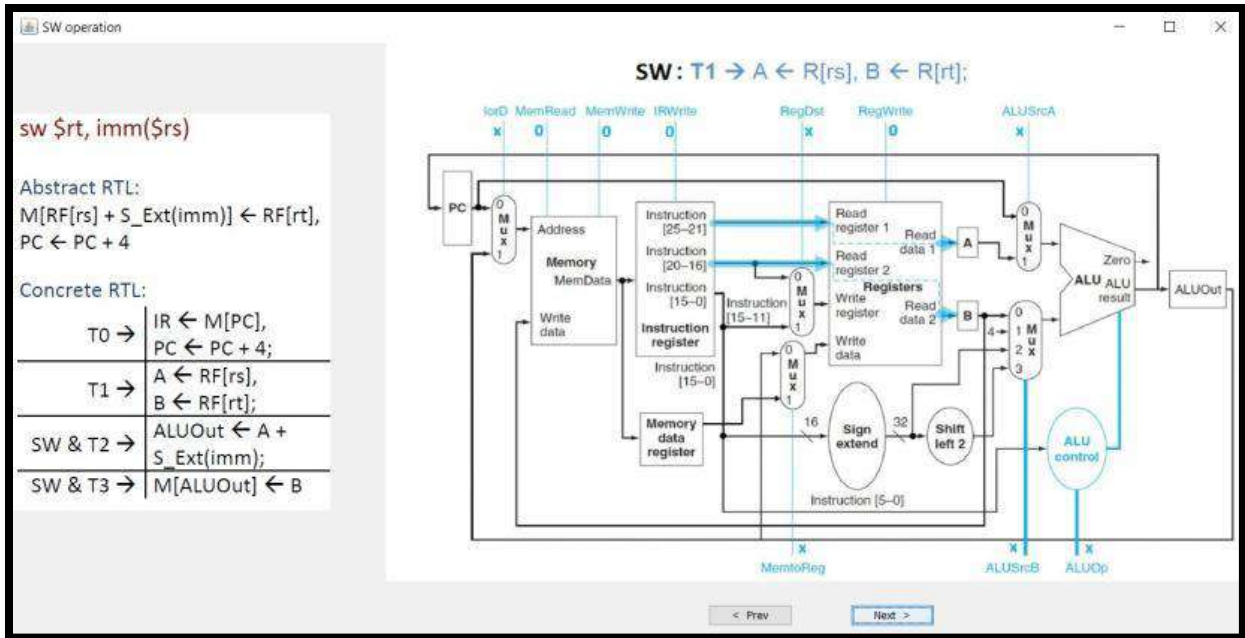 SW operation
SW : T1 → A ← R[rs], B ← R[rt];
sw $rt, imm($rs)
Abstract RTL:
M[RF[rs] + S_Ext(imm)] ← RF[rt],
PC ← PC + 4
Concrete RTL:
T0 → IR ← M[PC],
PC ← PC + 4;
T1 → A ← RF[rs],
B ← RF[rt];
SW & T2 → ALUOut ← A +
S_Ext(imm);
SW & T3 → M[ALUOut] ← B
IorD MemRead MemWrite IRWrite RegDst RegWrite ALUSrcA
x 0 0 0 x 0 x
PC
0
M
u
x
1
Address
Memory
MemData
Write
data
Instruction
[25–21]
Instruction
[20–16]
Instruction
[15–0]
Instruction
register
Instruction
[15–0]
Memory
data
register
Instruction
[15–11]
0
M
u
x
1
0
M
u
x
1
Read
register 1
Read
register 2
Registers
Write
register
Write
data
Read
data 1
Read
data 2
A
B
16
Sign
extend
32
Shift
left 2
Instruction [5–0]
0
M
u
x
1
4
0
1 M
u
2 x
3
Zero
ALU ALU
result
ALUOut
ALU
control
x x x
MemtoReg ALUSrcB ALUOp
< Prev Next >